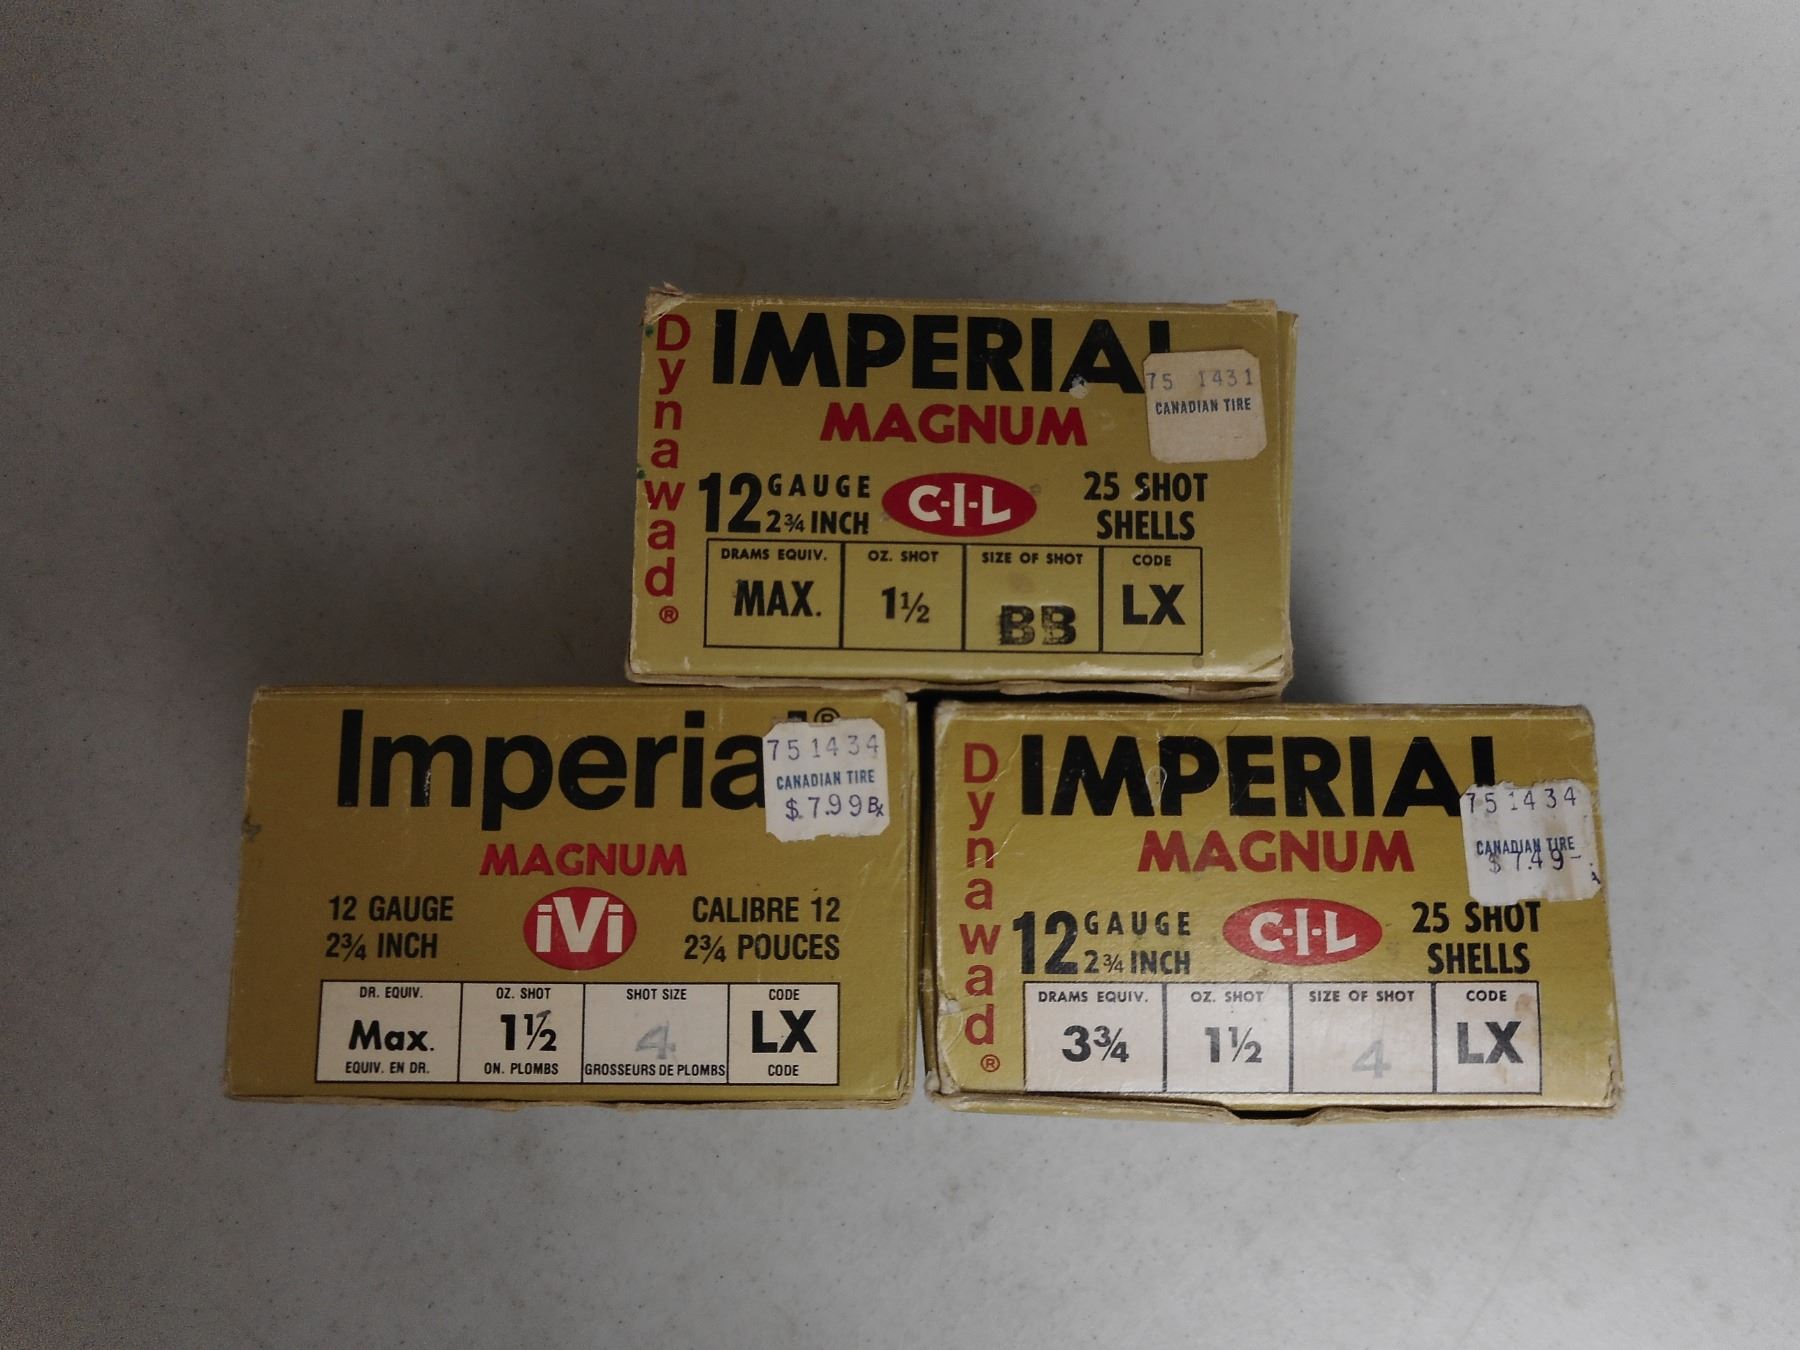 Dynawad®
IMPERIAL
75 1431
CANADIAN TIRE
MAGNUM
12 GAUGE
2¾ INCH
C-I-L
25 SHOT
SHELLS
DRAMS EQUIV. OZ. SHOT SIZE OF SHOT CODE
MAX. 1½ BB LX
Imperial®
751434
CANADIAN TIRE
$7.99
MAGNUM
12 GAUGE
2¾ INCH
iVi
CALIBRE 12
2¾ POUCES
DR. EQUIV. OZ. SHOT SHOT SIZE CODE
Max. 1½ 4 LX
EQUIV. EN DR. ON. PLOMBS GROSSEURS DE PLOMBS CODE
Dynawad®
IMPERIAL
751434
CANADIAN TIRE
$7.49
MAGNUM
12 GAUGE
2¾ INCH
C-I-L
25 SHOT
SHELLS
DRAMS EQUIV. OZ. SHOT SIZE OF SHOT CODE
3¾ 1½ 4 LX